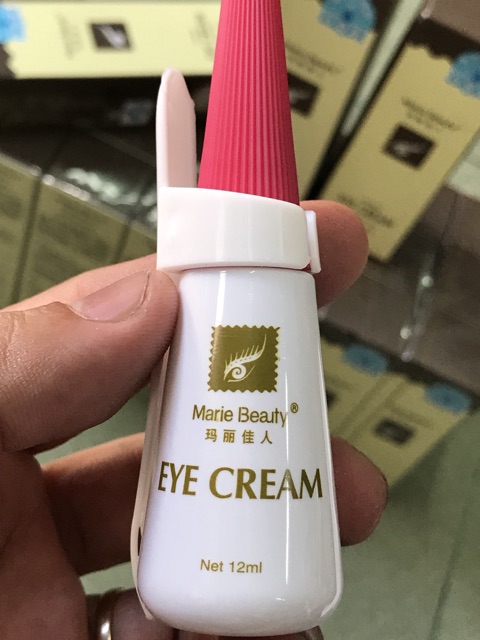 Marie Beauty®
玛丽佳人
EYE CREAM
Net 12ml